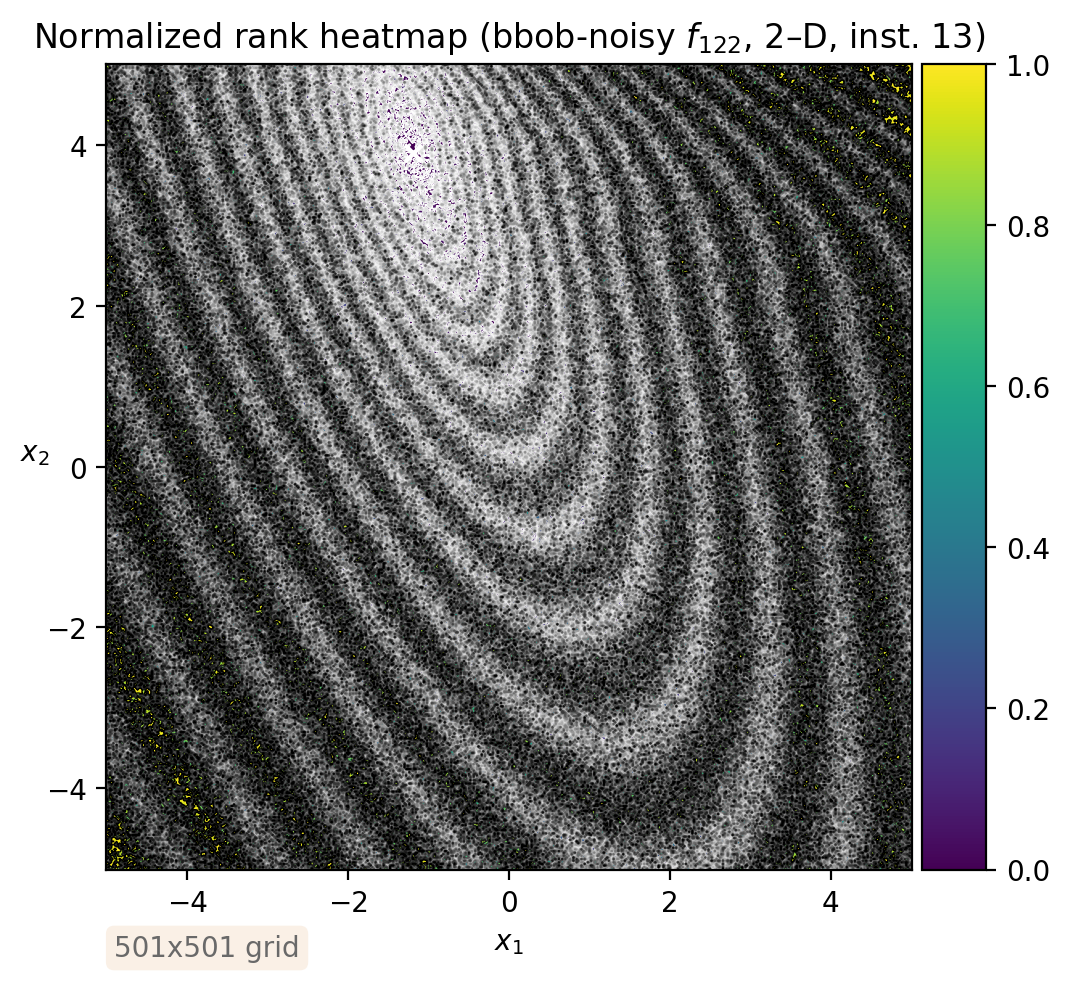 Normalized rank heatmap (bbob-noisy f₁₂₂, 2–D, inst. 13)
1.0
0.8
0.6
0.4
0.2
0.0
4
2
0
−2
−4
x₂
−4 −2 0 2 4
x₁
501x501 grid